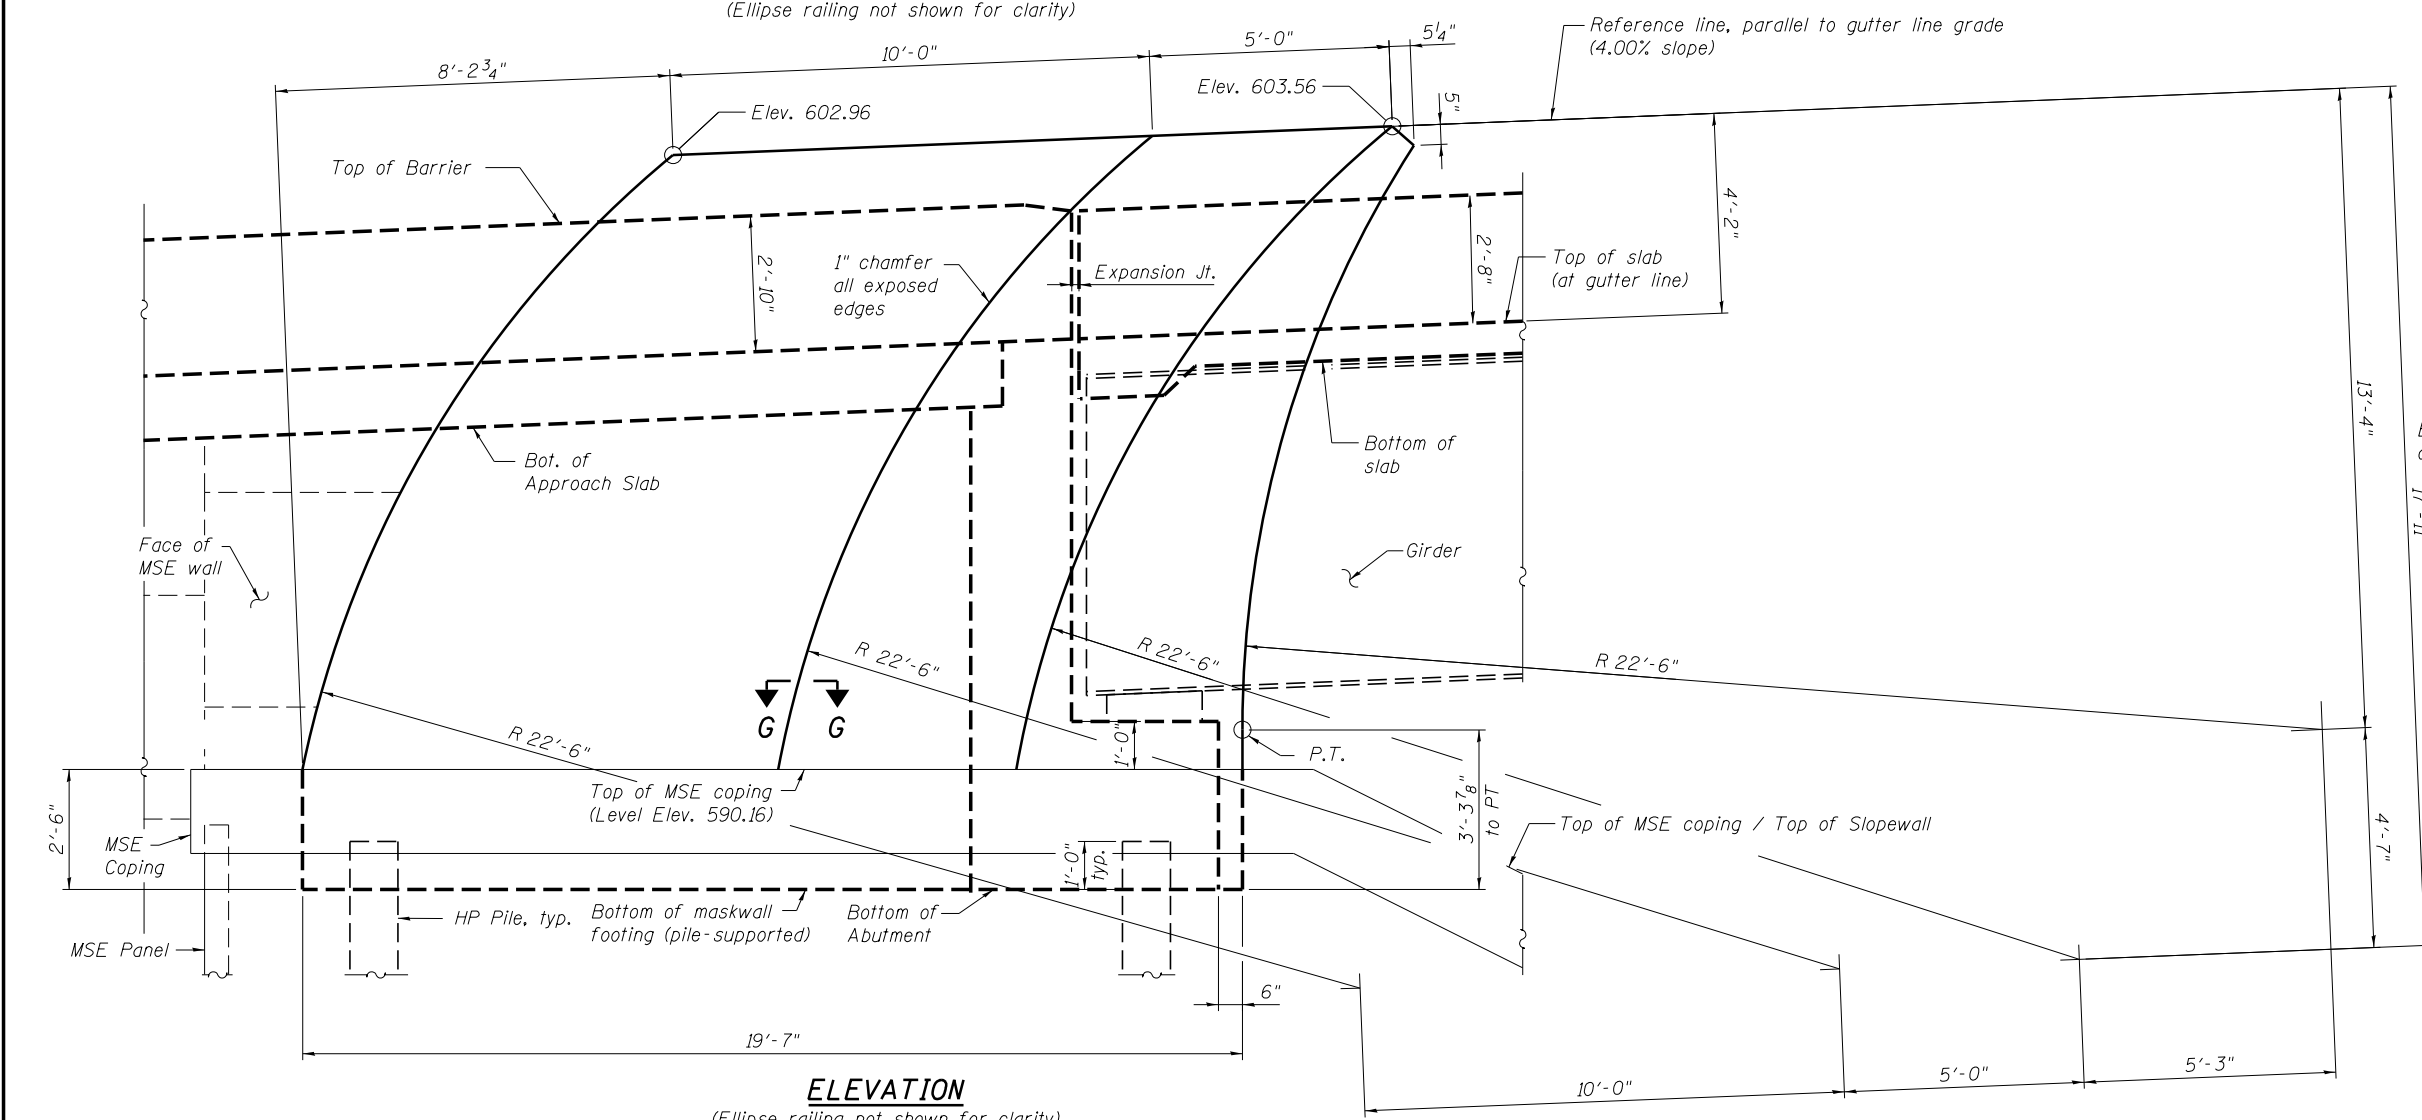 (Ellipse railing not shown for clarity)
8'-2 3/4"
10'-0"
5'-0"
5 1/4"
Reference line, parallel to gutter line grade
(4.00% slope)
Elev. 602.96
Elev. 603.56
5"
Top of Barrier
4'-2"
2'-10"
1" chamfer
all exposed
edges
Expansion Jt.
2'-8"
Top of slab
(at gutter line)
13'-4"
Bot. of
Approach Slab
Bottom of
slab
Face of
MSE wall
Girder
R 22'-6"
R 22'-6"
R 22'-6"
R 22'-6"
G
G
1'-0"
P.T.
2'-6"
Top of MSE coping
(Level Elev. 590.16)
3'-3 7/8"
to PT
Top of MSE coping / Top of Slopewall
4'-7"
MSE
Coping
1'-0"
typ.
HP Pile, typ.
Bottom of maskwall
footing (pile-supported)
Bottom of
Abutment
MSE Panel
6"
19'-7"
10'-0"
5'-0"
5'-3"
ELEVATION
(Ellipse railing not shown for clarity)